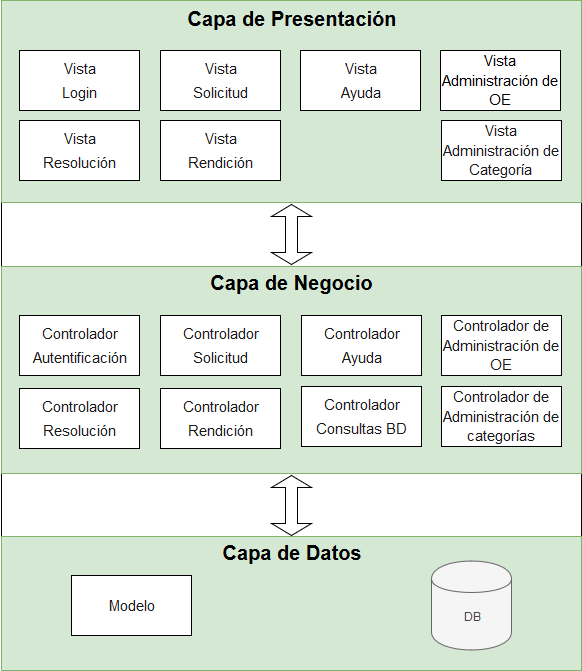 Capa de Presentación
Vista
Login
Vista
Solicitud
Vista
Ayuda
Vista
Administración de
OE
Vista
Resolución
Vista
Rendición
Vista
Administración de
Categoría
Capa de Negocio
Controlador
Autentificación
Controlador
Solicitud
Controlador
Ayuda
Controlador de
Administración de
OE
Controlador
Resolución
Controlador
Rendición
Controlador
Consultas BD
Controlador de
Administración de
categorías
Capa de Datos
Modelo
DB